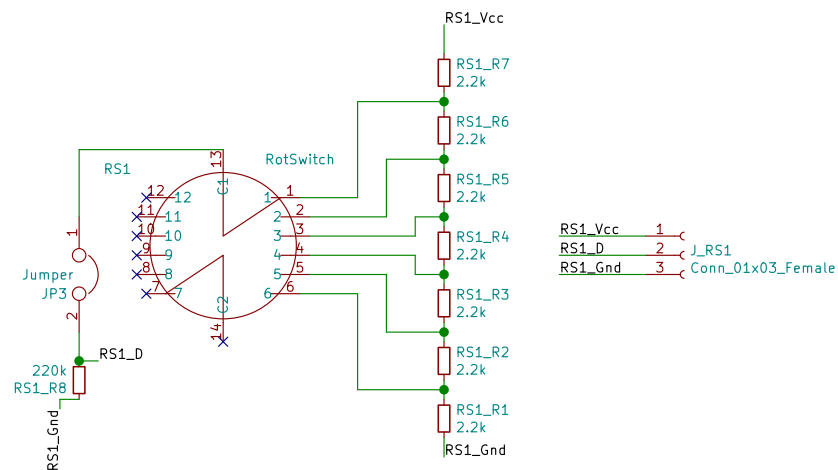 RS1_Vcc
RS1_R7
2.2k
RS1_R6
2.2k
RS1_R5
2.2k
RS1_R4
2.2k
RS1_R3
2.2k
RS1_R2
2.2k
RS1_R1
2.2k
RS1_Gnd
RotSwitch
RS1
13
C1
12 12
11 11
10 10
9 9
8 8
7 7
1 1
2 2
3 3
4 4
5 5
6 6
C2
14
1
Jumper
JP3
2
RS1_D
220k
RS1_R8
RS1_Gnd
RS1_Vcc 1
RS1_D 2
RS1_Gnd 3
J_RS1
Conn_01x03_Female